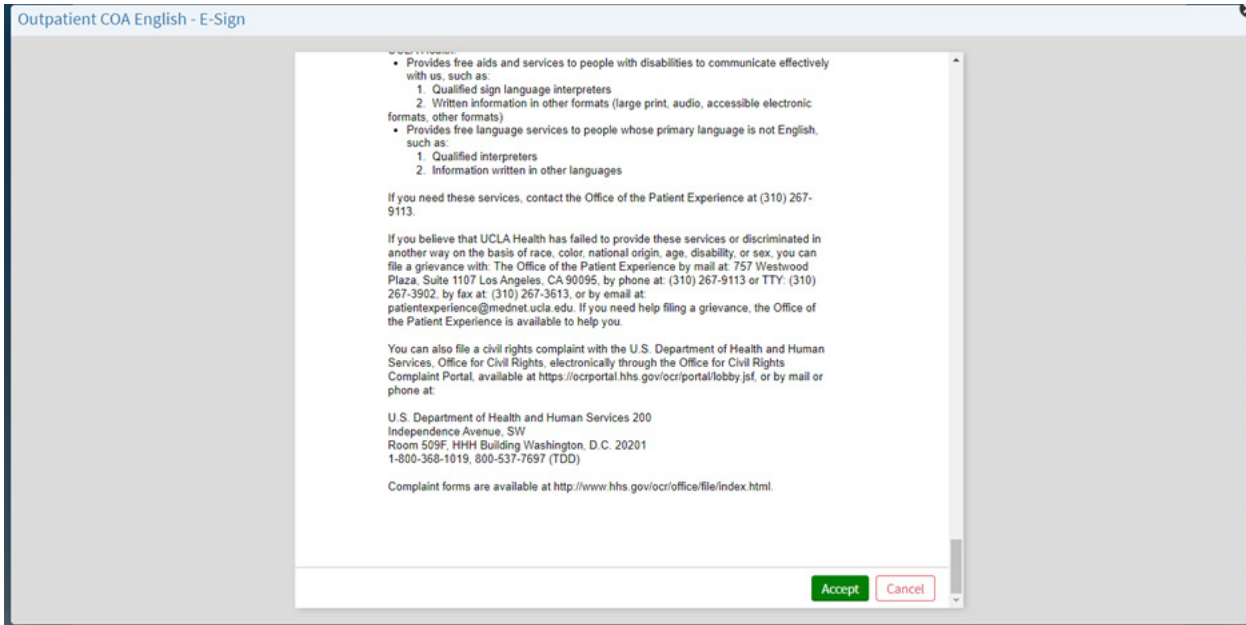 Outpatient COA English - E-Sign
• Provides free aids and services to people with disabilities to communicate effectively
with us, such as:
1. Qualified sign language interpreters
2. Written information in other formats (large print, audio, accessible electronic
formats, other formats)
• Provides free language services to people whose primary language is not English,
such as:
1. Qualified interpreters
2. Information written in other languages
If you need these services, contact the Office of the Patient Experience at (310) 267-
9113.
If you believe that UCLA Health has failed to provide these services or discriminated in
another way on the basis of race, color, national origin, age, disability, or sex, you can
file a grievance with: The Office of the Patient Experience by mail at: 757 Westwood
Plaza, Suite 1107 Los Angeles, CA 90095, by phone at: (310) 267-9113 or TTY: (310)
267-3902, by fax at: (310) 267-3613, or by email at:
patientexperience@mednet.ucla.edu. If you need help filing a grievance, the Office of
the Patient Experience is available to help you.
You can also file a civil rights complaint with the U.S. Department of Health and Human
Services, Office for Civil Rights, electronically through the Office for Civil Rights
Complaint Portal, available at https://ocrportal.hhs.gov/ocr/portal/lobby.jsf, or by mail or
phone at:
U.S. Department of Health and Human Services 200
Independence Avenue, SW
Room 509F, HHH Building Washington, D.C. 20201
1-800-368-1019, 800-537-7697 (TDD)
Complaint forms are available at http://www.hhs.gov/ocr/office/file/index.html.
Accept
Cancel